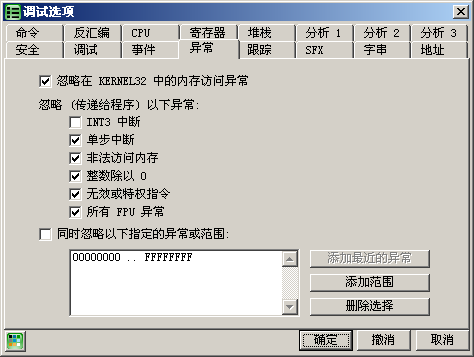 调试选项
命令 反汇编 CPU 寄存器 堆栈 分析 1 分析 2 分析 3
安全 调试 事件 异常 跟踪 SFX 字串 地址
忽略在 KERNEL32 中的内存访问异常
忽略 (传递给程序) 以下异常:
INT3 中断
单步中断
非法访问内存
整数除以 0
无效或特权指令
所有 FPU 异常
同时忽略以下指定的异常或范围:
00000000 .. FFFFFFFF
添加最近的异常
添加范围
删除选择
确定 撤消 取消